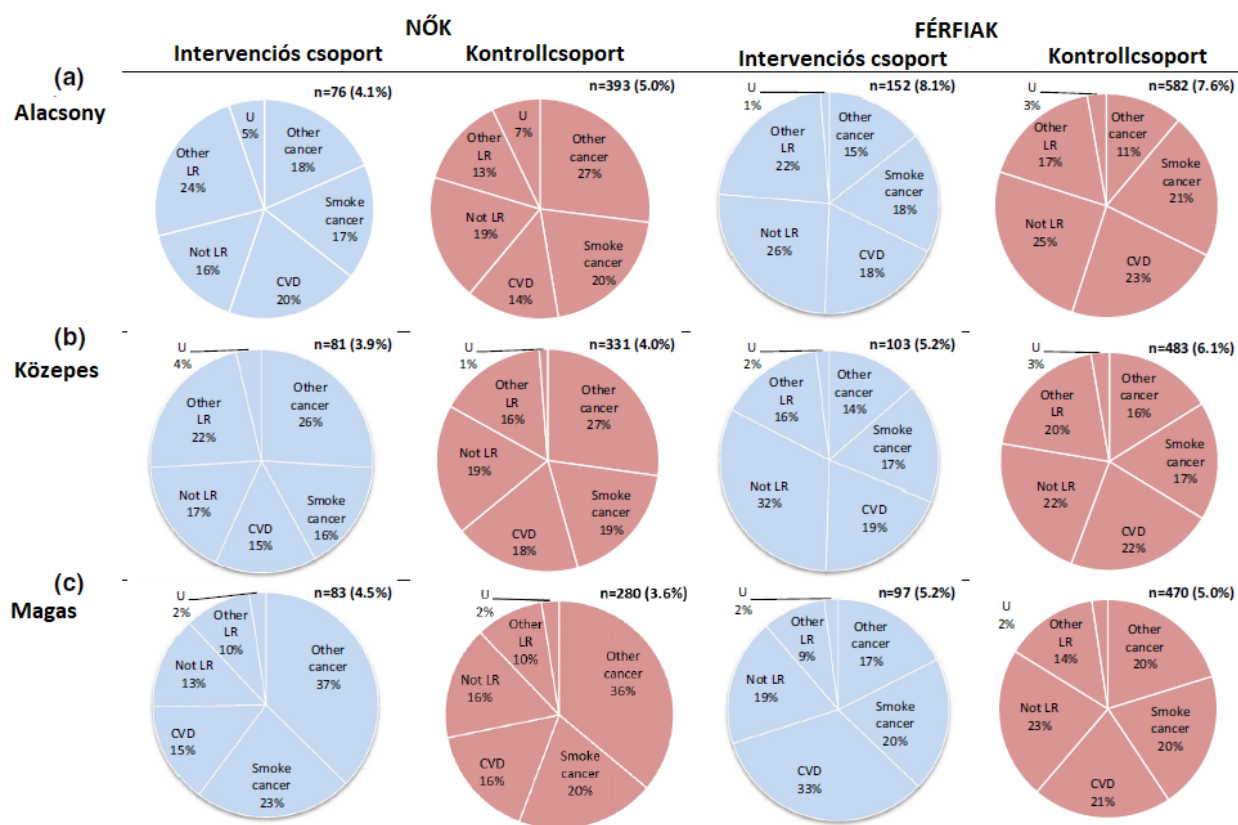 NŐK
FÉRFIAK
Intervenciós csoport
Kontrollcsoport
Intervenciós csoport
Kontrollcsoport
(a)
Alacsony
n=76 (4.1%)
U
5%
Other
cancer
18%
Smoke
cancer
17%
CVD
20%
Not LR
16%
Other
LR
24%
n=393 (5.0%)
U
7%
Other
cancer
27%
Smoke
cancer
20%
CVD
14%
Not LR
19%
Other
LR
13%
n=152 (8.1%)
U
1%
Other
cancer
15%
Smoke
cancer
18%
CVD
18%
Not LR
26%
Other
LR
22%
n=582 (7.6%)
U
3%
Other
cancer
11%
Smoke
cancer
21%
CVD
23%
Not LR
25%
Other
LR
17%
(b)
Közepes
n=81 (3.9%)
U
4%
Other
cancer
26%
Smoke
cancer
16%
CVD
15%
Not LR
17%
Other
LR
22%
n=331 (4.0%)
U
1%
Other
cancer
27%
Smoke
cancer
19%
CVD
18%
Not LR
19%
Other
LR
16%
n=103 (5.2%)
U
2%
Other
cancer
14%
Smoke
cancer
17%
CVD
19%
Not LR
32%
Other
LR
16%
n=483 (6.1%)
U
3%
Other
cancer
16%
Smoke
cancer
17%
CVD
22%
Not LR
22%
Other
LR
20%
(c)
Magas
n=83 (4.5%)
U
2%
Other
cancer
37%
Smoke
cancer
23%
CVD
15%
Not LR
13%
Other
LR
10%
n=280 (3.6%)
U
2%
Other
cancer
36%
Smoke
cancer
20%
CVD
16%
Not LR
16%
Other
LR
10%
n=97 (5.2%)
U
2%
Other
cancer
17%
Smoke
cancer
20%
CVD
33%
Not LR
19%
Other
LR
9%
n=470 (5.0%)
U
2%
Other
cancer
20%
Smoke
cancer
20%
CVD
21%
Not LR
23%
Other
LR
14%